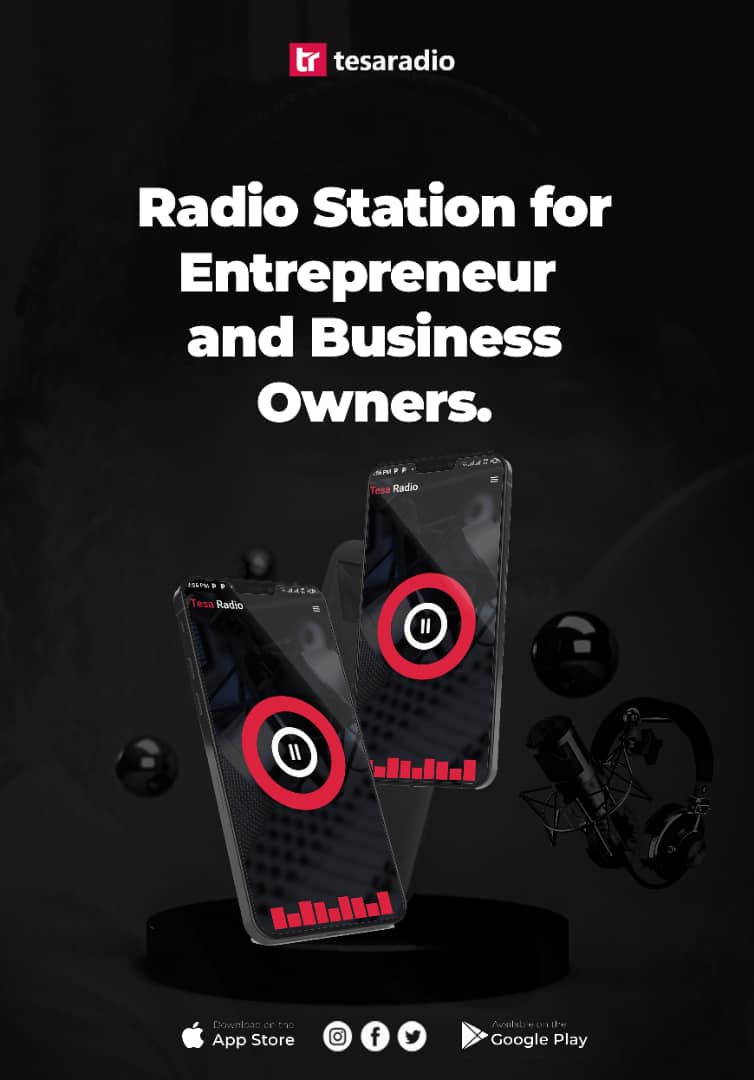 tr tesaradio
Radio Station for
Entrepreneur
and Business
Owners.
Tesa Radio
Tesa Radio
Download on the
App Store
Available on the
Google Play